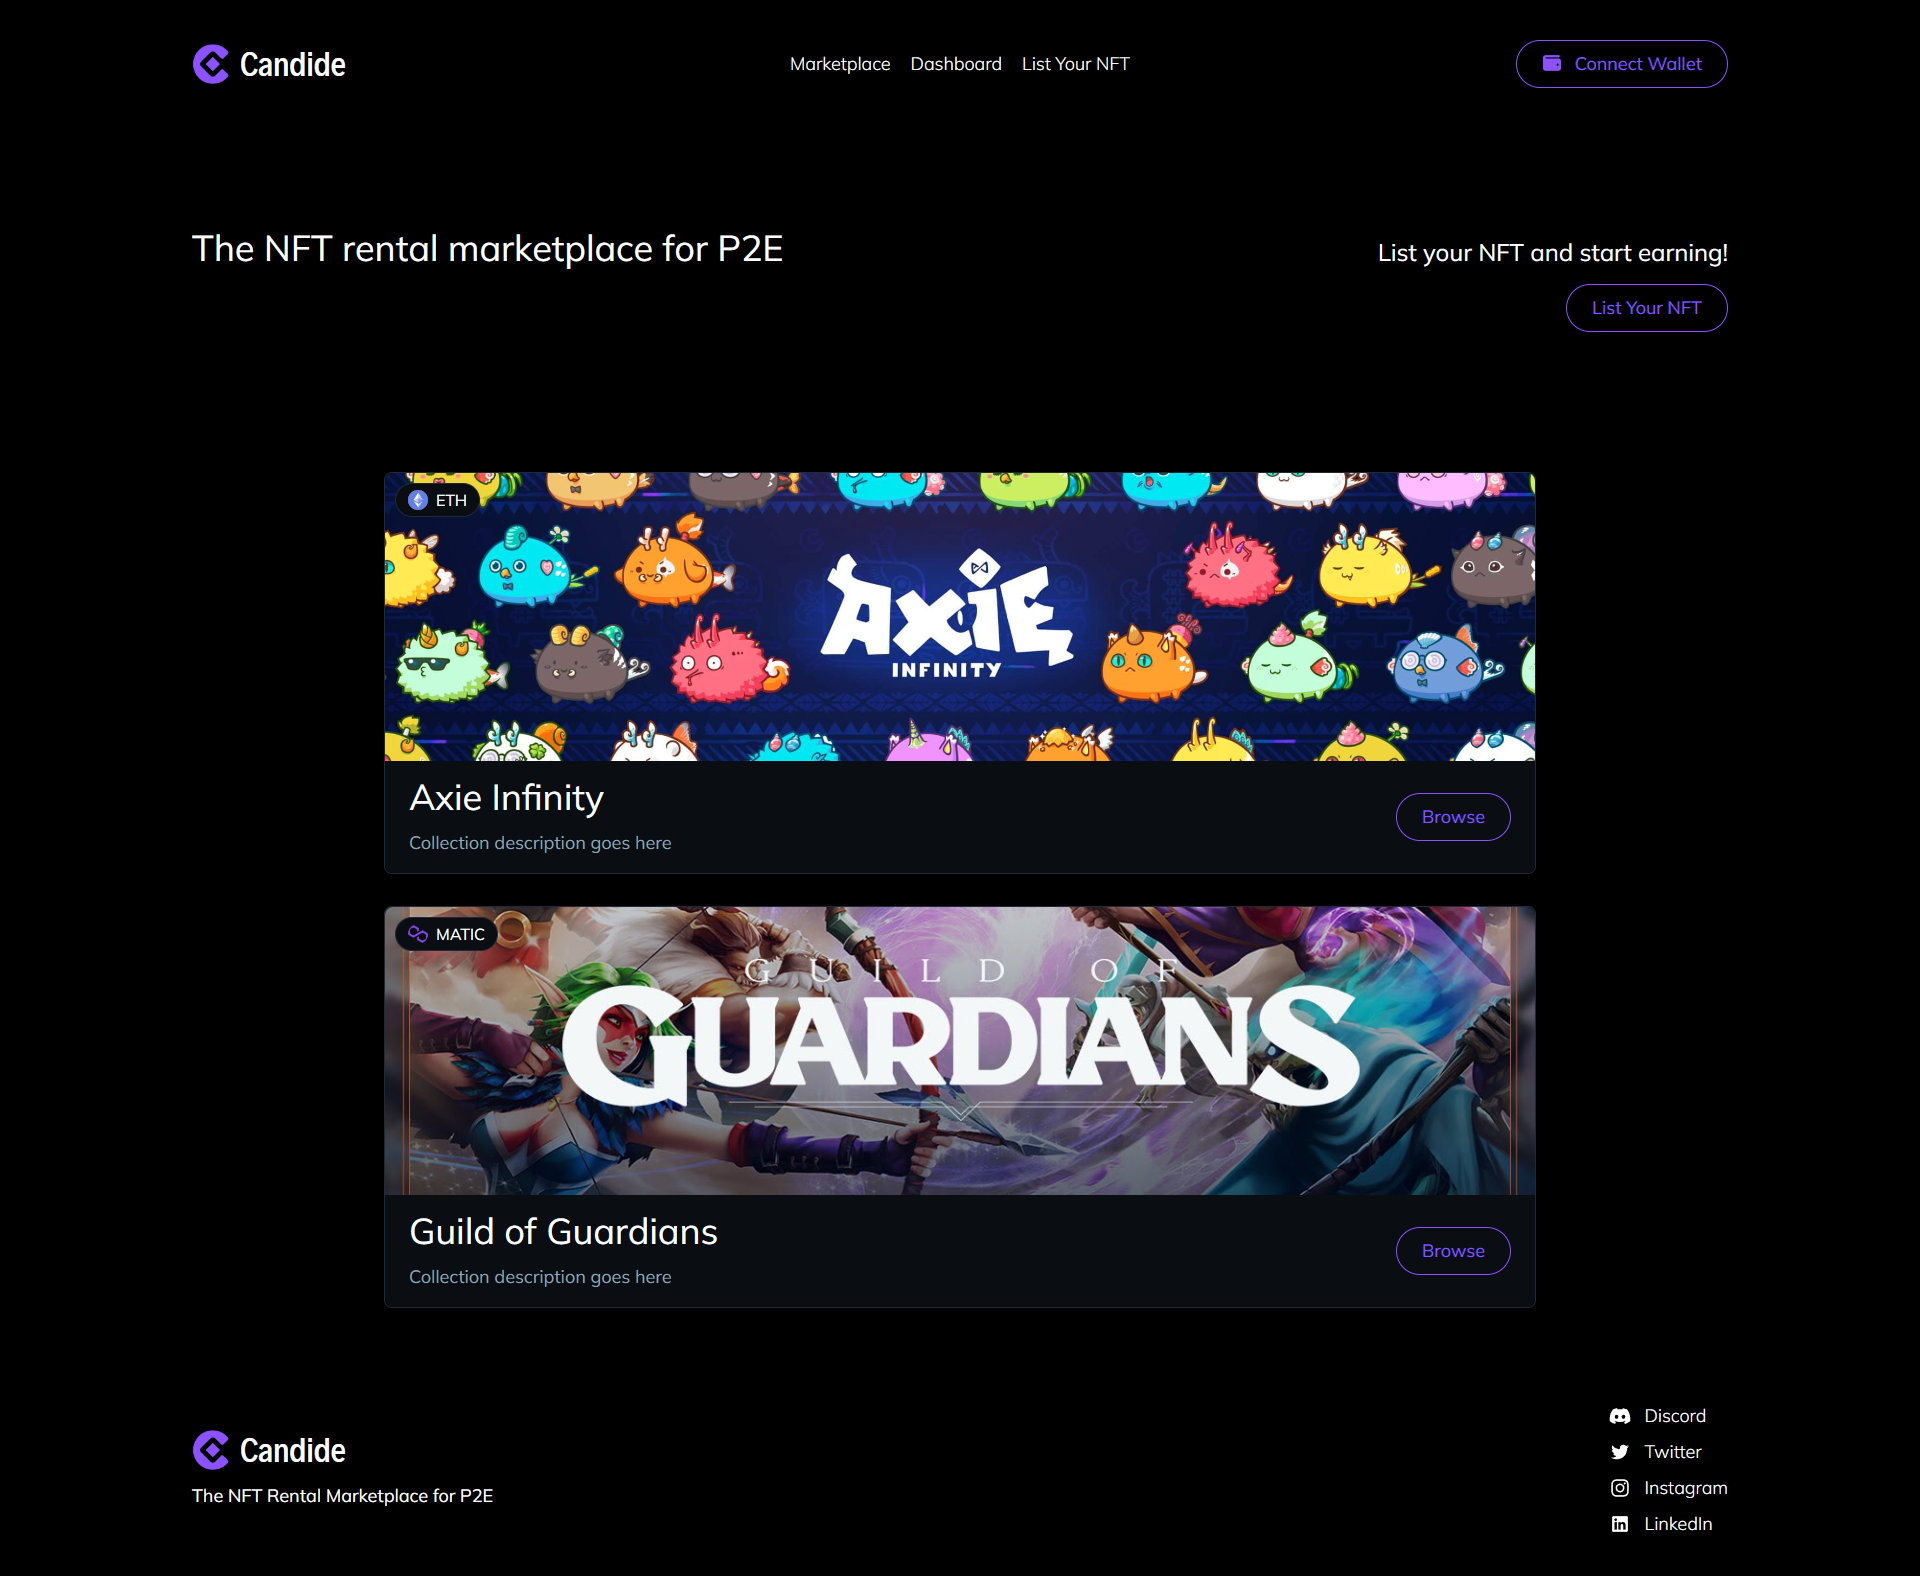 Candide
Marketplace Dashboard List Your NFT
Connect Wallet
The NFT rental marketplace for P2E
List your NFT and start earning!
List Your NFT
ETH
AXIE
INFINITY
Axie Infinity
Collection description goes here
Browse
MATIC
GUILD OF
GUARDIANS
Guild of Guardians
Collection description goes here
Browse
Candide
The NFT Rental Marketplace for P2E
Discord
Twitter
Instagram
LinkedIn